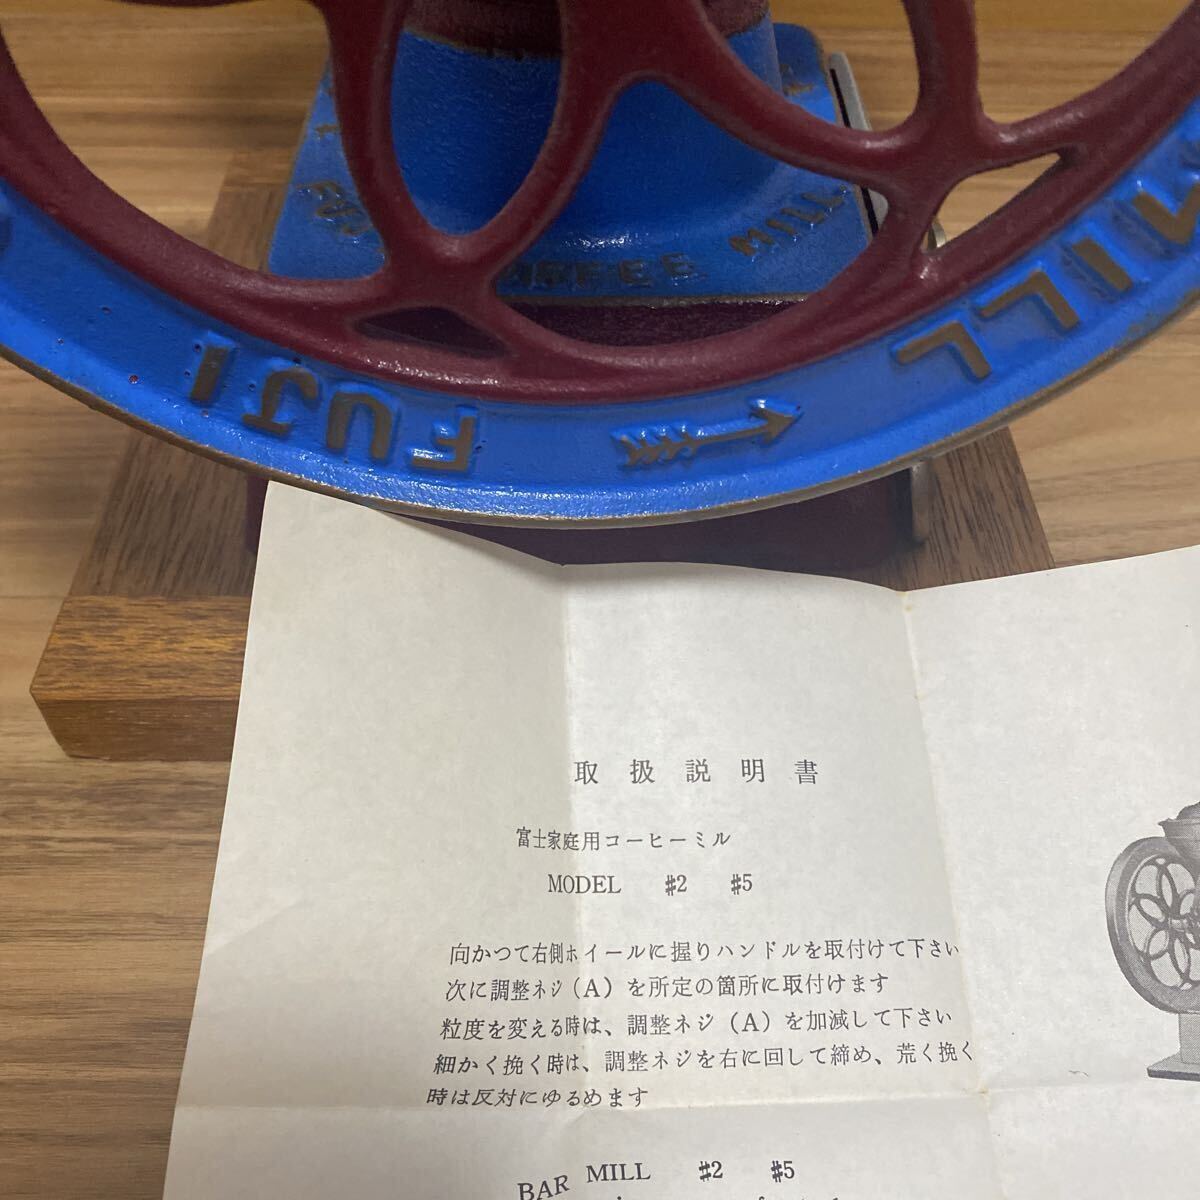 FUJI COFFEE MILL
FUJI
MILL
取扱説明書
富士家庭用コーヒーミル
MODEL #2 #5
向かつて右側ホイールに握りハンドルを取付けて下さい
次に調整ネジ(A)を所定の箇所に取付けます
粒度を変える時は、調整ネジ(A)を加減して下さい
細かく挽く時は、調整ネジを右に回して締め、荒く挽く
時は反対にゆるめます
BAR MILL #2 #5